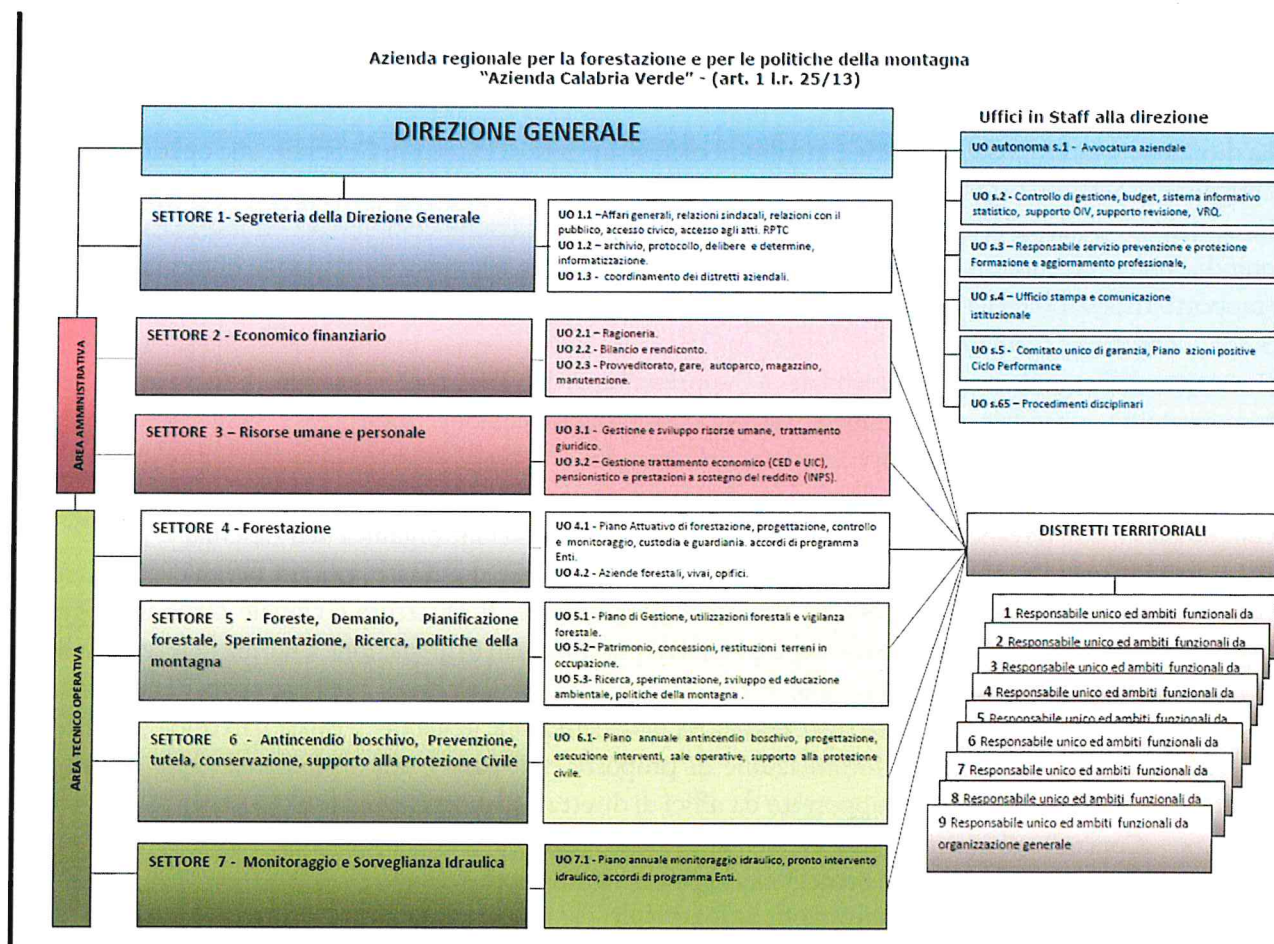 Azienda regionale per la forestazione e per le politiche della montagna
"Azienda Calabria Verde" - (art. 1 l.r. 25/13)
DIREZIONE GENERALE
Uffici in Staff alla direzione
UO autonoma s.1 - Avvocatura aziendale
UO s.2 - Controllo di gestione, budget, sistema informativo
statistico, supporto OIV, supporto revisione, VRQ.
UO s.3 – Responsabile servizio prevenzione e protezione
Formazione e aggiornamento professionale,
UO s.4 – Ufficio stampa e comunicazione
istituzionale
UO s.5 - Comitato unico di garanzia, Piano azioni positive
Ciclo Performance
UO s.65 – Procedimenti disciplinari
SETTORE 1- Segreteria della Direzione Generale
UO 1.1 –Affari generali, relazioni sindacali, relazioni con il
pubblico, accesso civico, accesso agli atti. RPTC
UO 1.2 – archivio, protocollo, delibere e determine,
informatizzazione.
UO 1.3 - coordinamento dei distretti aziendali.
AREA AMMINISTRATIVA
SETTORE 2 - Economico finanziario
UO 2.1 – Ragioneria.
UO 2.2 - Bilancio e rendiconto.
UO 2.3 – Provveditorato, gare, autoparco, magazzino,
manutenzione.
SETTORE 3 – Risorse umane e personale
UO 3.1 - Gestione e sviluppo risorse umane, trattamento
giuridico.
UO 3.2 – Gestione trattamento economico (CED e UIC),
pensionistico e prestazioni a sostegno del reddito (INPS).
AREA TECNICO OPERATIVA
SETTORE 4 - Forestazione
UO 4.1 - Piano Attuativo di forestazione, progettazione, controllo
e monitoraggio, custodia e guardiania. accordi di programma
Enti.
UO 4.2 - Aziende forestali, vivai, opifici.
SETTORE 5 - Foreste, Demanio, Pianificazione
forestale, Sperimentazione, Ricerca, politiche della
montagna
UO 5.1 - Piano di Gestione, utilizzazioni forestali e vigilanza
forestale.
UO 5.2– Patrimonio, concessioni, restituzioni terreni in
occupazione.
UO 5.3- Ricerca, sperimentazione, sviluppo ed educazione
ambientale, politiche della montagna .
SETTORE 6 - Antincendio boschivo, Prevenzione,
tutela, conservazione, supporto alla Protezione Civile
UO 6.1- Piano annuale antincendio boschivo, progettazione,
esecuzione interventi, sale operative, supporto alla protezione
civile.
SETTORE 7 - Monitoraggio e Sorveglianza Idraulica
UO 7.1 - Piano annuale monitoraggio idraulico, pronto intervento
idraulico, accordi di programma Enti.
DISTRETTI TERRITORIALI
1 Responsabile unico ed ambiti funzionali da
2 Responsabile unico ed ambiti funzionali da
3 Responsabile unico ed ambiti funzionali da
4 Responsabile unico ed ambiti funzionali da
5 Responsabile unico ed ambiti funzionali da
6 Responsabile unico ed ambiti funzionali da
7 Responsabile unico ed ambiti funzionali da
8 Responsabile unico ed ambiti funzionali da
9 Responsabile unico ed ambiti funzionali da
organizzazione generale